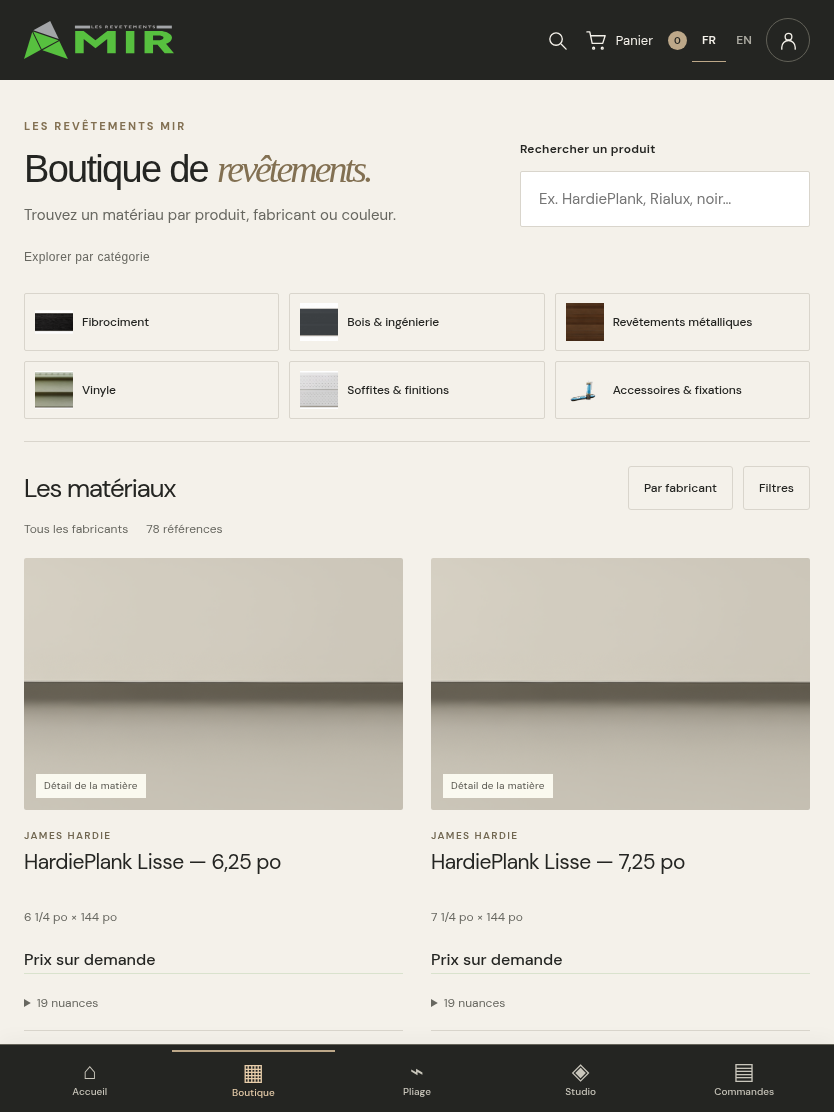 LES REVÊTEMENTS
MIR
Panier 0 FR EN
LES REVÊTEMENTS MIR
Boutique de revêtements.
Trouvez un matériau par produit, fabricant ou couleur.
Rechercher un produit
Ex. HardiePlank, Rialux, noir...
Explorer par catégorie
Fibrociment
Bois & ingénierie
Revêtements métalliques
Vinyle
Soffites & finitions
Accessoires & fixations
Les matériaux
Par fabricant
Filtres
Tous les fabricants 78 références
Détail de la matière
JAMES HARDIE
HardiePlank Lisse — 6,25 po
6 1/4 po × 144 po
Prix sur demande
19 nuances
Détail de la matière
JAMES HARDIE
HardiePlank Lisse — 7,25 po
7 1/4 po × 144 po
Prix sur demande
19 nuances
Accueil
Boutique
Pliage
Studio
Commandes